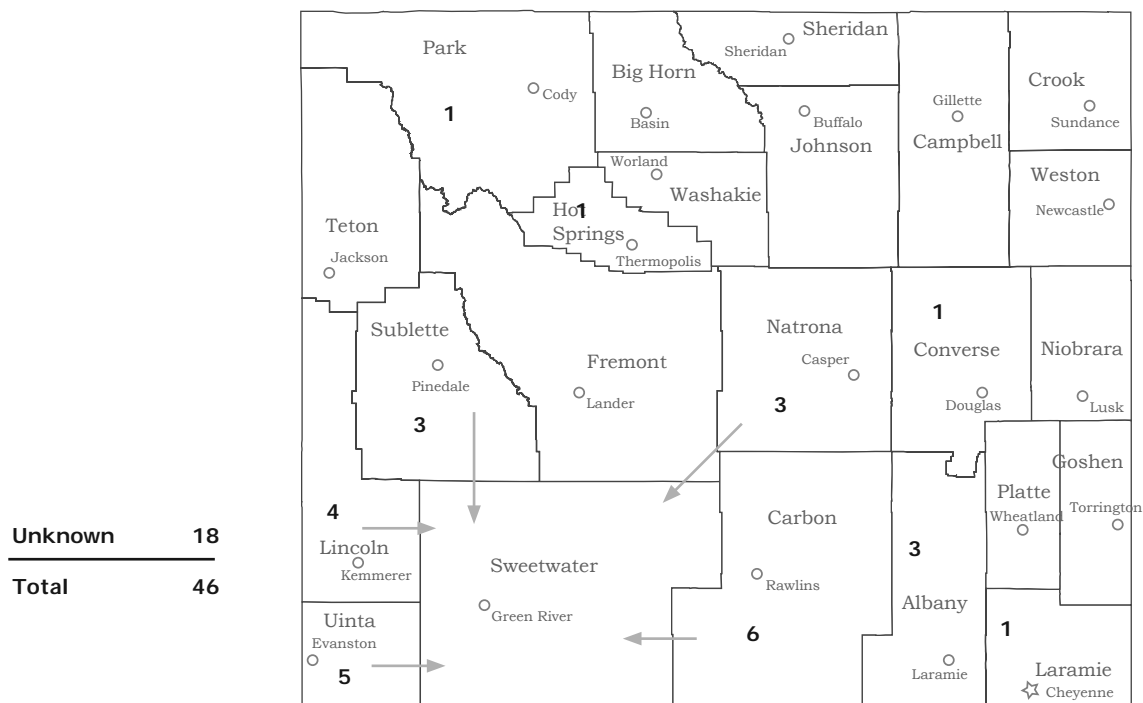 Park
Sheridan
Sheridan
Big Horn
Cody
Basin
Crook
Sundance
Gillette
Campbell
Buffalo
Johnson
1
Worland
Washakie
Weston
Newcastle
Hot
Springs
1
Thermopolis
Teton
Jackson
Sublette
Pinedale
3
Fremont
Lander
Natrona
Casper
3
1
Converse
Douglas
Niobrara
Lusk
Goshen
Torrington
Platte
Wheatland
4
Lincoln
Kemmerer
Sweetwater
Green River
Carbon
Rawlins
6
3
Albany
Laramie
Unknown 18
Total 46
Uinta
Evanston
5
1
Laramie
Cheyenne